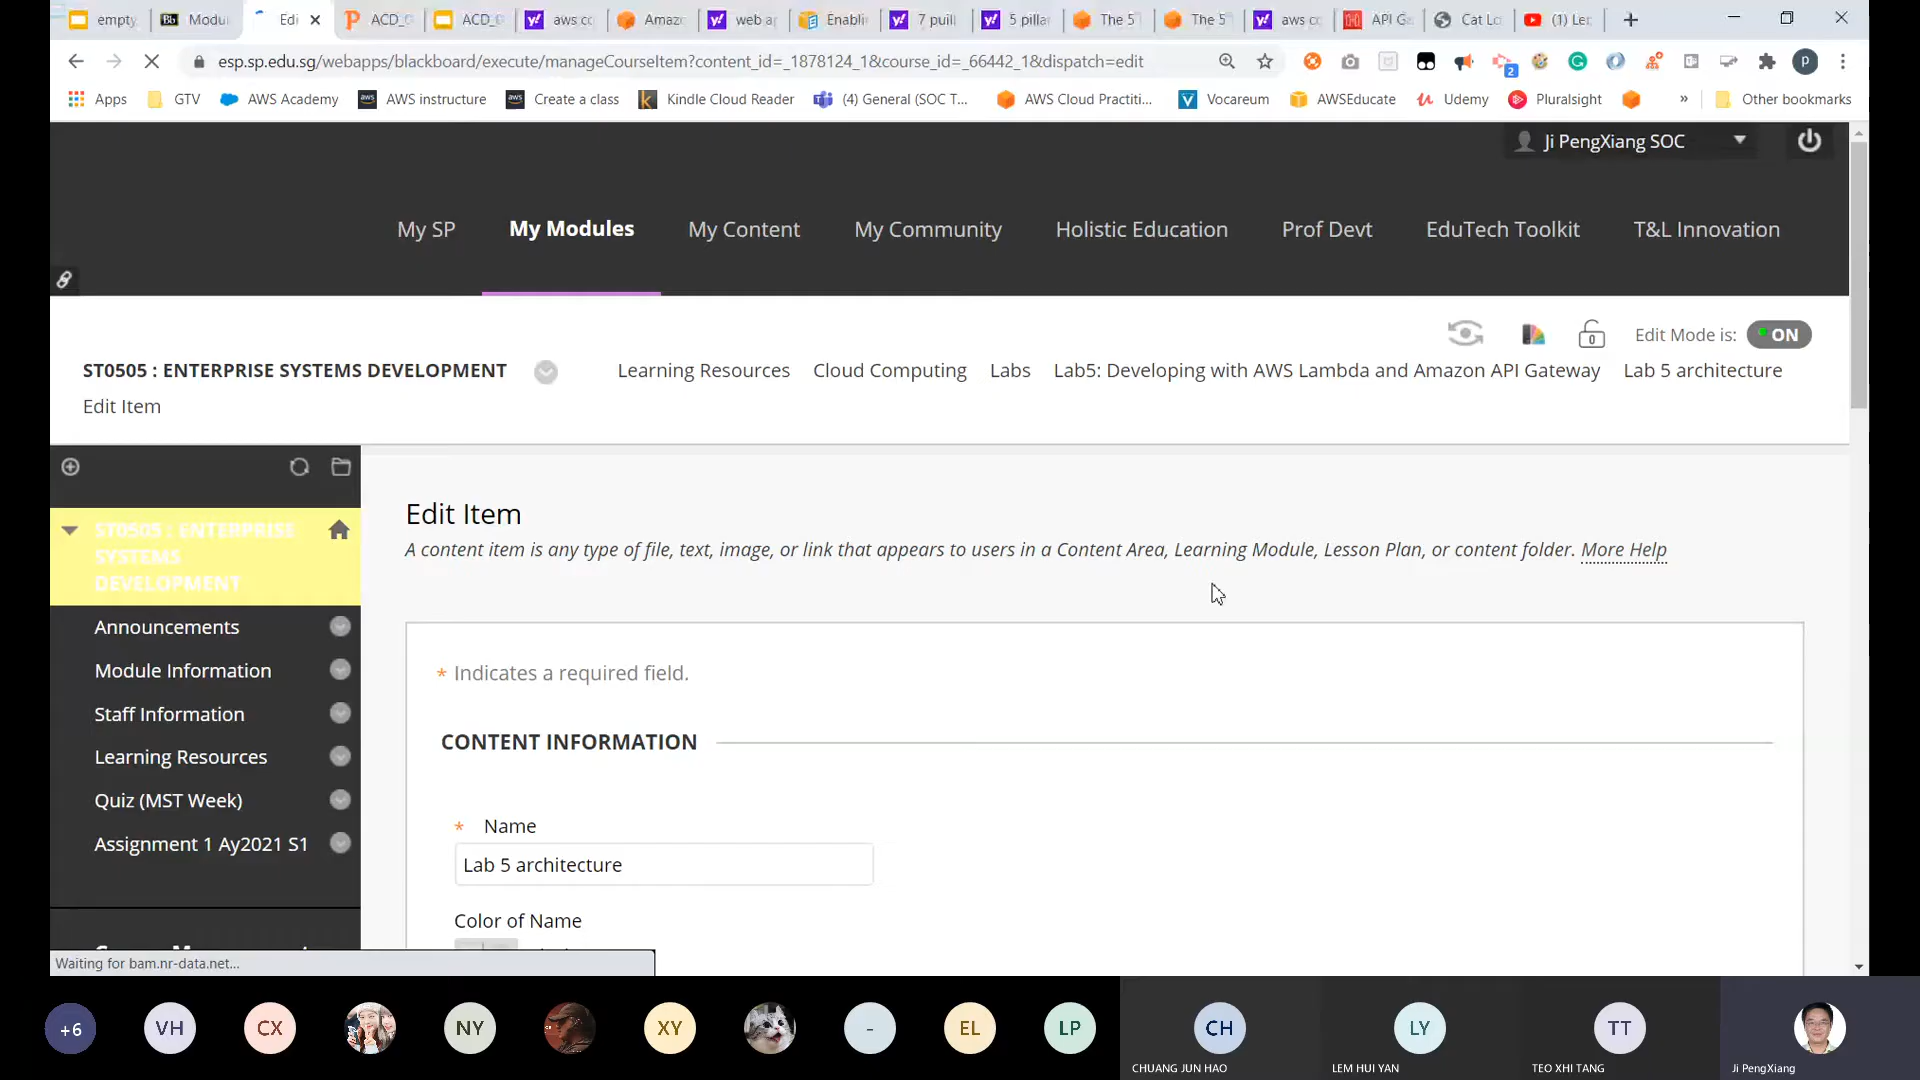 empty
Modu
Edi
ACD_
ACD_
aws co
Amaz
web a
Enabli
7 puil
5 pilla
The 5
The 5
aws co
API G
Cat Lo
(1) Le
esp.sp.edu.sg/webapps/blackboard/execute/manageCourseItem?content_id=_1878124_1&course_id=_66442_1&dispatch=edit
2
P
Apps
GTV
AWS Academy
AWS instructure
Create a class
Kindle Cloud Reader
(4) General (SOC T...
AWS Cloud Practiti...
Vocareum
AWSEducate
Udemy
Pluralsight
»
Other bookmarks
Ji PengXiang SOC
My SP
My Modules
My Content
My Community
Holistic Education
Prof Devt
EduTech Toolkit
T&L Innovation
Edit Mode is:
ON
ST0505 : ENTERPRISE SYSTEMS DEVELOPMENT
Learning Resources
Cloud Computing
Labs
Lab5: Developing with AWS Lambda and Amazon API Gateway
Lab 5 architecture
Edit Item
ST0505 : ENTERPRISE
SYSTEMS
DEVELOPMENT
Announcements
Module Information
Staff Information
Learning Resources
Quiz (MST Week)
Assignment 1 Ay2021 S1
Edit Item
A content item is any type of file, text, image, or link that appears to users in a Content Area, Learning Module, Lesson Plan, or content folder. More Help
* Indicates a required field.
CONTENT INFORMATION
* Name
Lab 5 architecture
Color of Name
Waiting for bam.nr-data.net...
+6
VH
CX
NY
XY
-
EL
LP
CH
CHUANG JUN HAO
LY
LEM HUI YAN
TT
TEO XHI TANG
Ji PengXiang